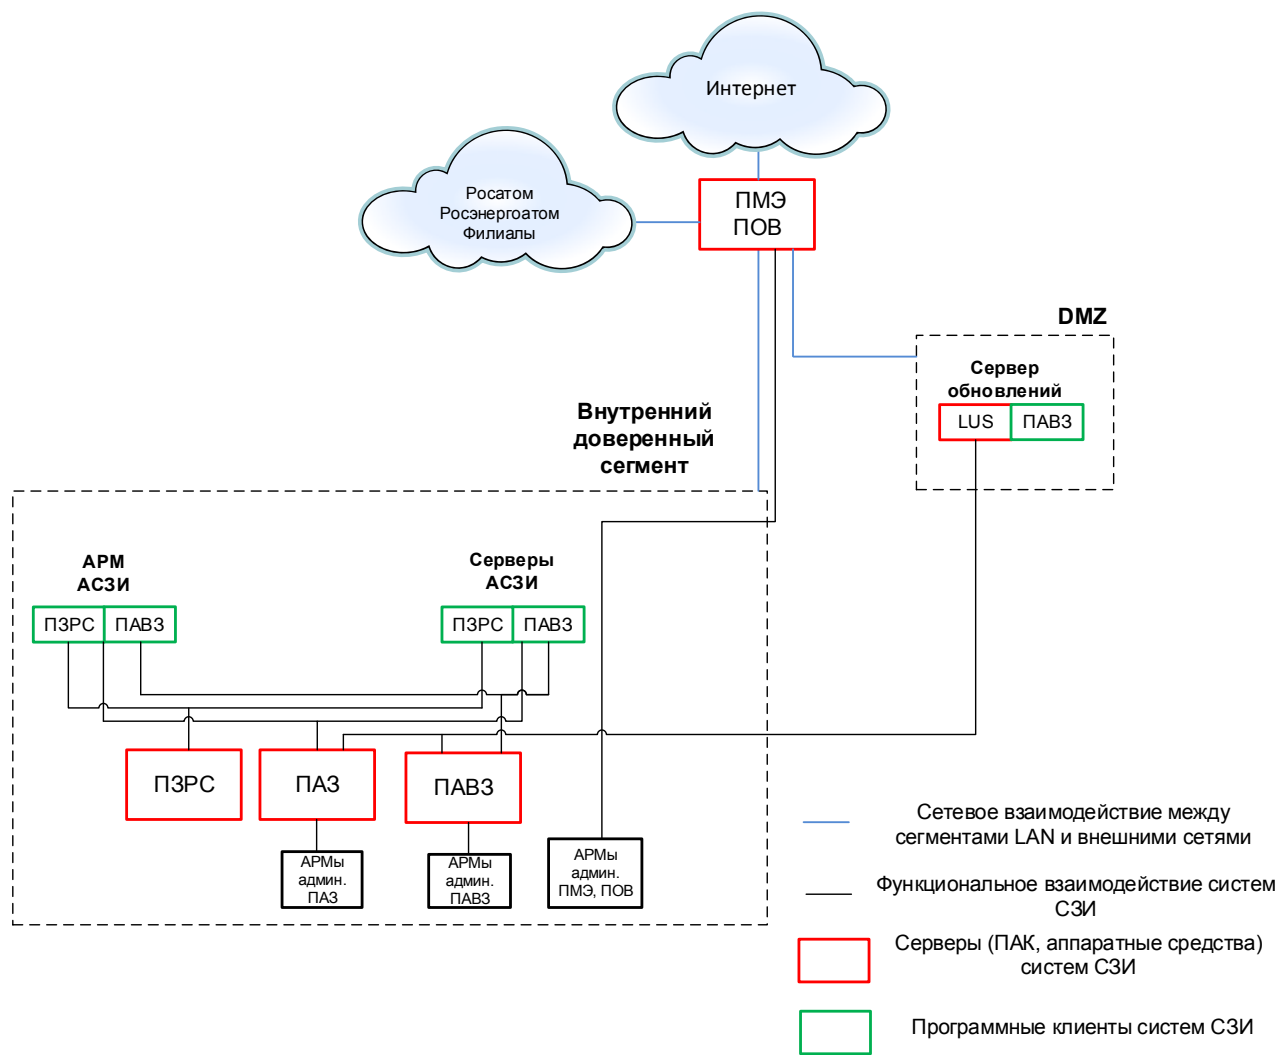 Интернет
Росатом
Росэнергоатом
Филиалы
ПМЭ
ПОВ
DMZ
Сервер
обновлений
LUS
ПАВЗ
Внутренний
доверенный
сегмент
АРМ
АСЗИ
ПЗРС
ПАВЗ
Серверы
АСЗИ
ПЗРС
ПАВЗ
ПЗРС
ПАЗ
ПАВЗ
АРМы
админ.
ПАЗ
АРМы
админ.
ПАВЗ
АРМы
админ.
ПМЭ, ПОВ
Сетевое взаимодействие между
сегментами LAN и внешними сетями
Функциональное взаимодействие систем
СЗИ
Серверы (ПАК, аппаратные средства)
систем СЗИ
Программные клиенты систем СЗИ